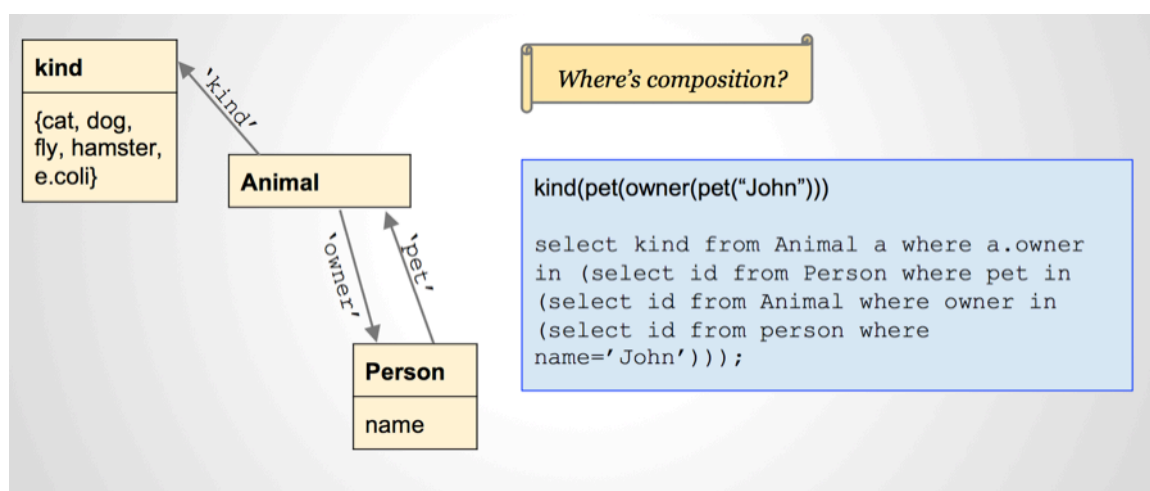 kind
{cat, dog,
fly, hamster,
e.coli}
'kind'
Animal
'owner'
'pet'
Person
name
Where's composition?
kind(pet(owner(pet(“John”)))
select kind from Animal a where a.owner
in (select id from Person where pet in
(select id from Animal where owner in
(select id from person where
name=’John’)));